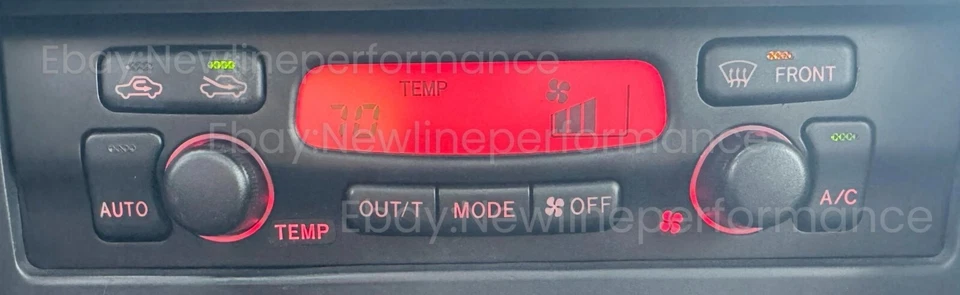 Ebay:Newlineperformance
FRONT
TEMP
70
Ebay:Newlineperformance
AUTO
TEMP
OUT/T
MODE
OFF
A/C
Ebay:Newlineperformance